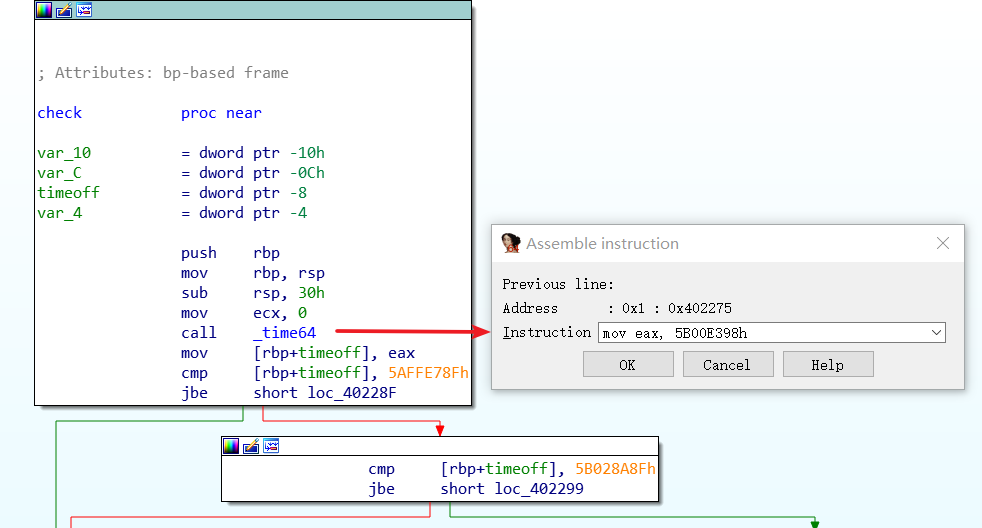 ; Attributes: bp-based frame
check proc near
var_10 = dword ptr -10h
var_C = dword ptr -0Ch
timeoff = dword ptr -8
var_4 = dword ptr -4
push rbp
mov rbp, rsp
sub rsp, 30h
mov ecx, 0
call _time64
mov [rbp+timeoff], eax
cmp [rbp+timeoff], 5AFFE78Fh
jbe short loc_40228F
Assemble instruction
Previous line:
Address : 0x1 : 0x402275
Instruction mov eax, 5B00E398h
OK Cancel Help
cmp [rbp+timeoff], 5B028A8Fh
jbe short loc_402299